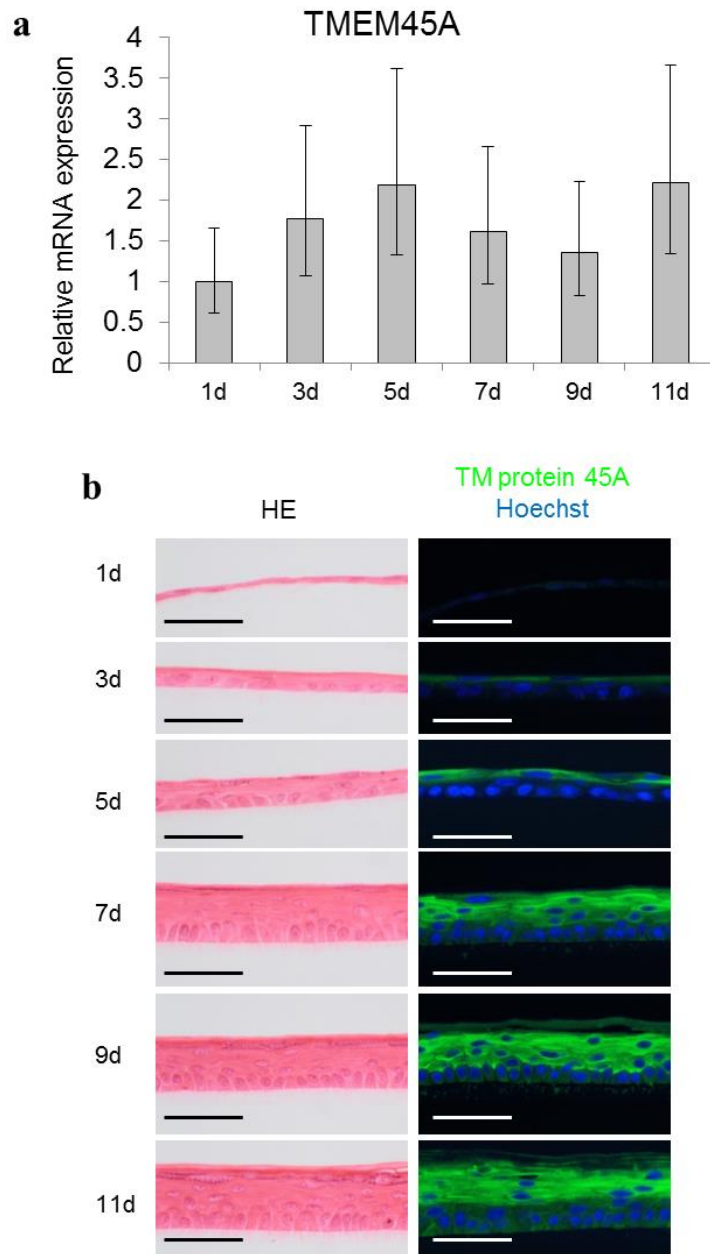 a
TMEM45A
Relative mRNA expression
4
3.5
3
2.5
2
1.5
1
0.5
0
1d 3d 5d 7d 9d 11d
b
HE
TM protein 45A
Hoechst
1d
3d
5d
7d
9d
11d